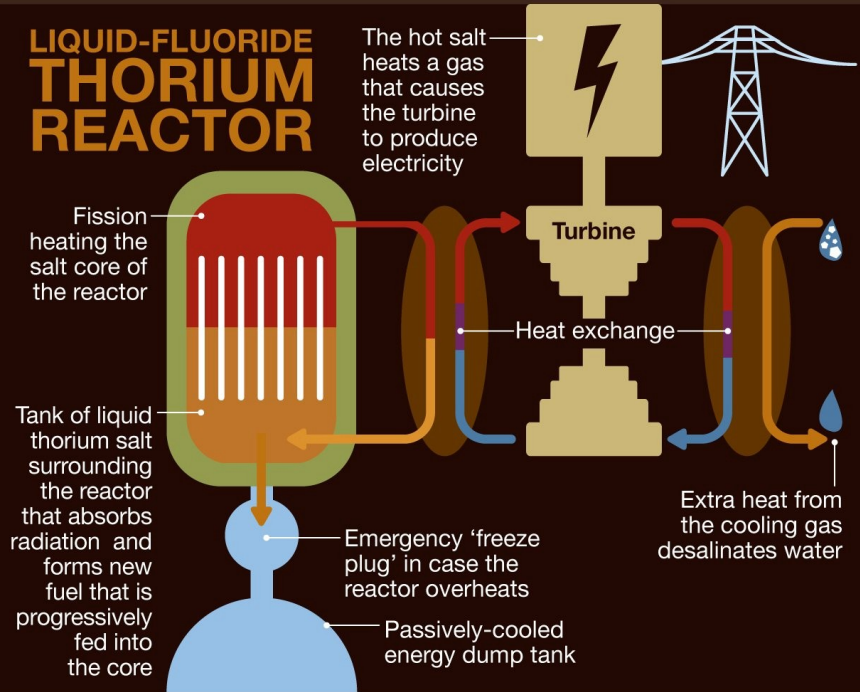 LIQUID-FLUORIDE
THORIUM
REACTOR
The hot salt
heats a gas
that causes
the turbine
to produce
electricity
Fission
heating the
salt core of
the reactor
Turbine
Heat exchange
Tank of liquid
thorium salt
surrounding
the reactor
that absorbs
radiation and
forms new
fuel that is
progressively
fed into
the core
Emergency ‘freeze
plug’ in case the
reactor overheats
Passively-cooled
energy dump tank
Extra heat from
the cooling gas
desalinates water